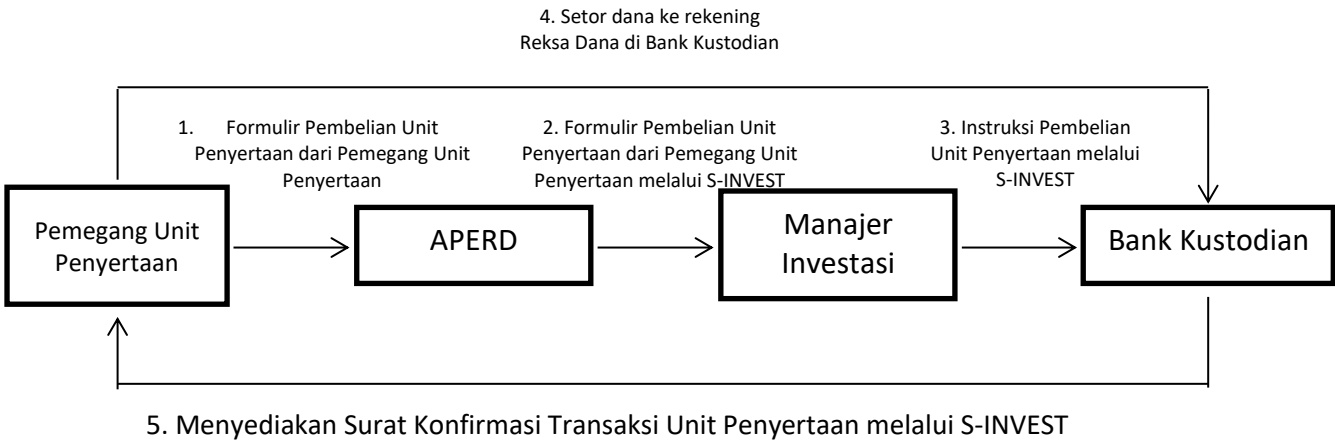 4. Setor dana ke rekening
Reksa Dana di Bank Kustodian
1. Formulir Pembelian Unit
Penyertaan dari Pemegang Unit
Penyertaan
2. Formulir Pembelian Unit
Penyertaan dari Pemegang Unit
Penyertaan melalui S-INVEST
3. Instruksi Pembelian
Unit Penyertaan melalui
S-INVEST
Pemegang Unit
Penyertaan
APERD
Manajer
Investasi
Bank Kustodian
5. Menyediakan Surat Konfirmasi Transaksi Unit Penyertaan melalui S-INVEST